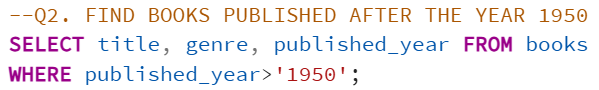 --Q2. FIND BOOKS PUBLISHED AFTER THE YEAR 1950
SELECT title, genre, published_year FROM books
WHERE published_year>'1950';